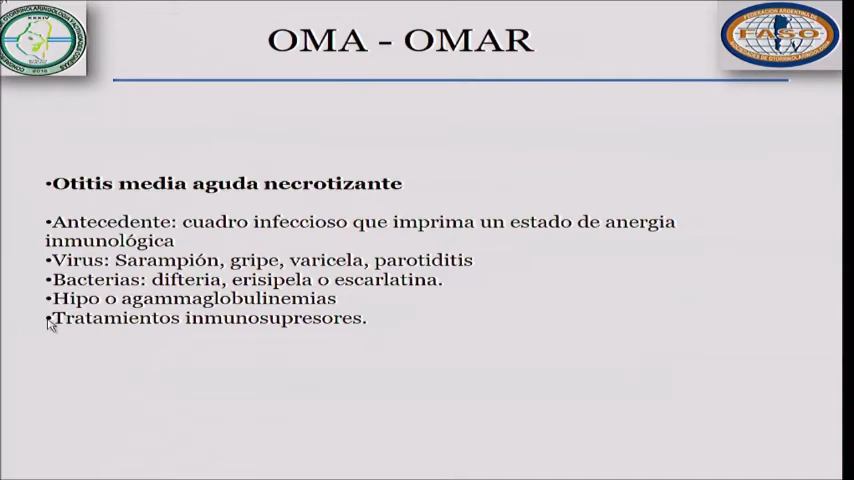 OMA - OMAR
FASO
•Otitis media aguda necrotizante
•Antecedente: cuadro infeccioso que imprima un estado de anergia
inmunológica
•Virus: Sarampión, gripe, varicela, parotiditis
•Bacterias: difteria, erisipela o escarlatina.
•Hipo o agammaglobulinemias
•Tratamientos inmunosupresores.